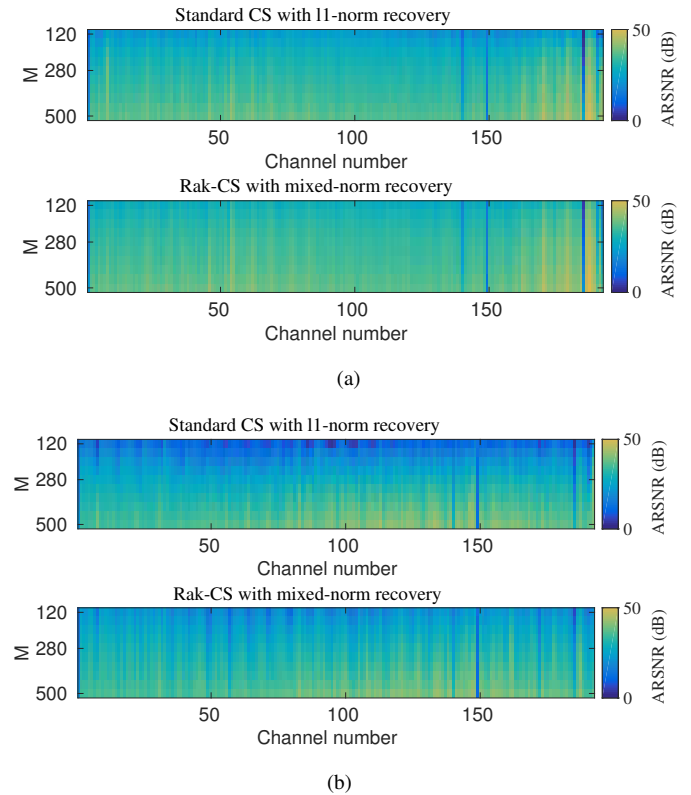 Standard CS with l1-norm recovery
120
280
500
M
50 100 150
Channel number
50
0
ARSNR (dB)
Rak-CS with mixed-norm recovery
120
280
500
M
50 100 150
Channel number
50
0
ARSNR (dB)
(a)
Standard CS with l1-norm recovery
120
280
500
M
50 100 150
Channel number
50
0
ARSNR (dB)
Rak-CS with mixed-norm recovery
120
280
500
M
50 100 150
Channel number
50
0
ARSNR (dB)
(b)